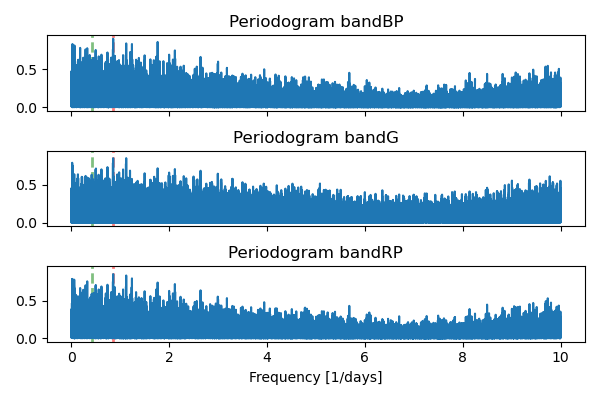 Periodogram bandBP
0.5
0.0
Periodogram bandG
0.5
0.0
Periodogram bandRP
0.5
0.0
0 2 4 6 8 10
Frequency [1/days]